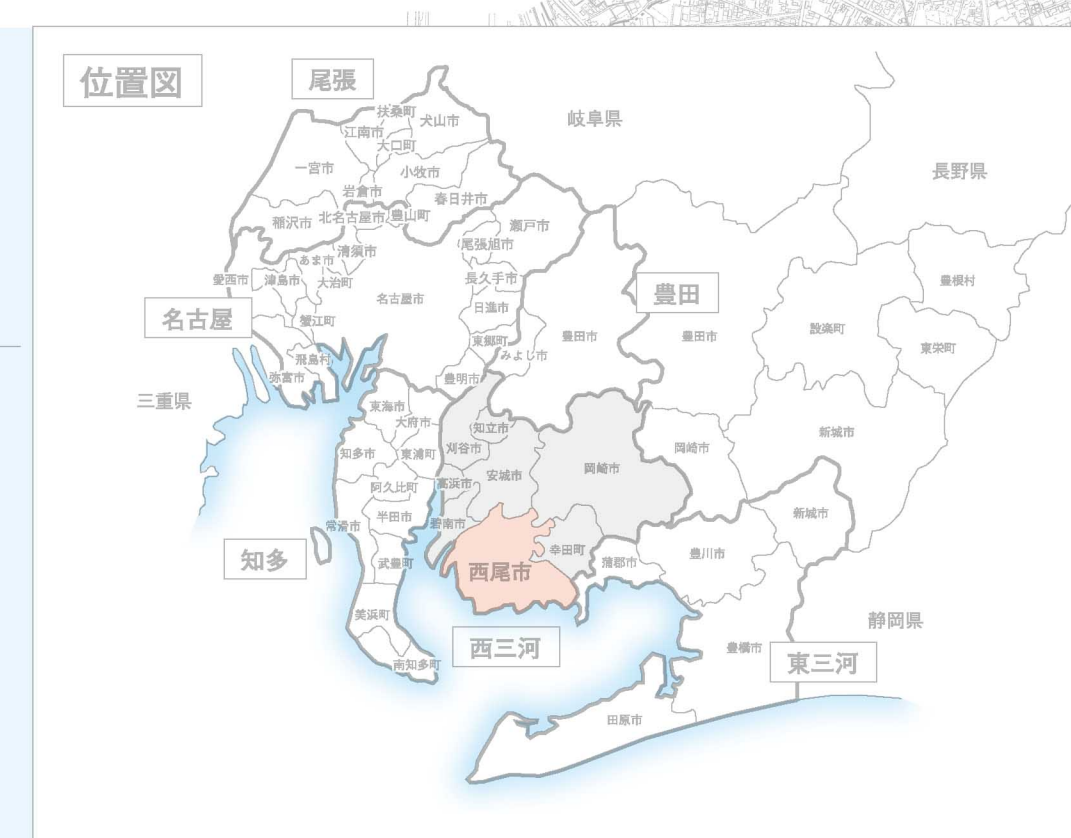 位置図
尾張
扶桑町
犬山市
江南市
大口町
岐阜県
一宮市
小牧市
長野県
岩倉市
春日井市
稲沢市
北名古屋市
豊山町
瀬戸市
清須市
尾張旭市
あま市
愛西市
津島市
大治町
長久手市
豊根村
名古屋市
豊田
日進市
名古屋
蟹江町
豊田市
豊田市
設楽町
東郷町
みよし市
東栄町
飛島村
弥富市
豊明市
三重県
東海市
大府市
知立市
新城市
知多市
東浦町
刈谷市
岡崎市
岡崎市
安城市
阿久比町
高浜市
半田市
新城市
常滑市
碧南市
幸田町
豊川市
知多
武豊町
西尾市
蒲郡市
美浜町
静岡県
西三河
豊橋市
東三河
南知多町
田原市